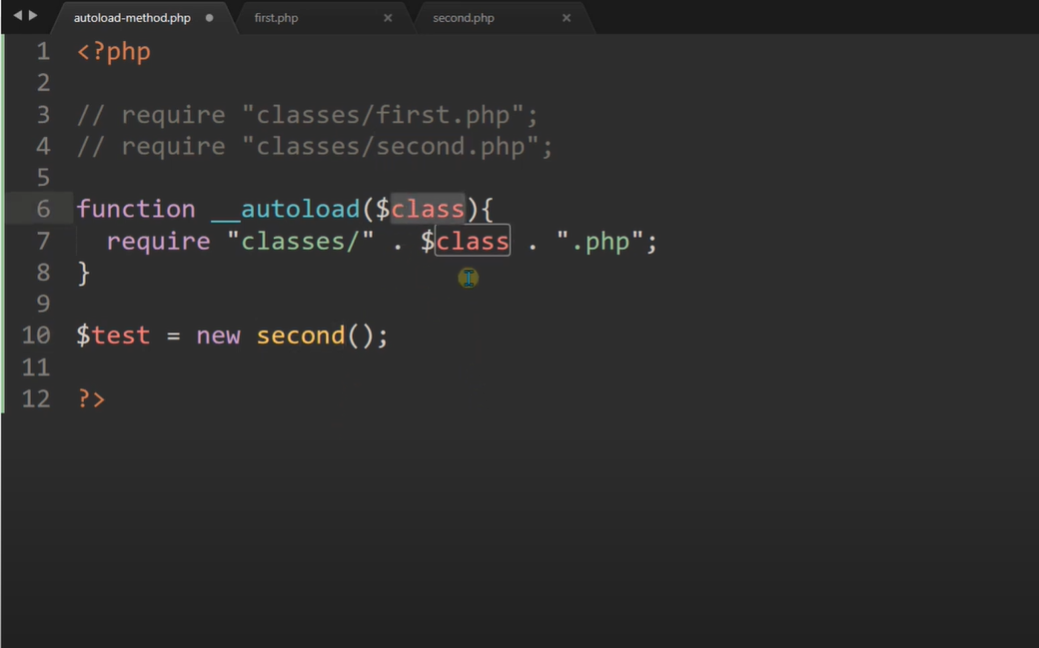 autoload-method.php
first.php
second.php
1 <?php
2
3 // require "classes/first.php";
4 // require "classes/second.php";
5
6 function __autoload($class){
7 require "classes/" . $class . ".php";
8 }
9
10 $test = new second();
11
12 ?>